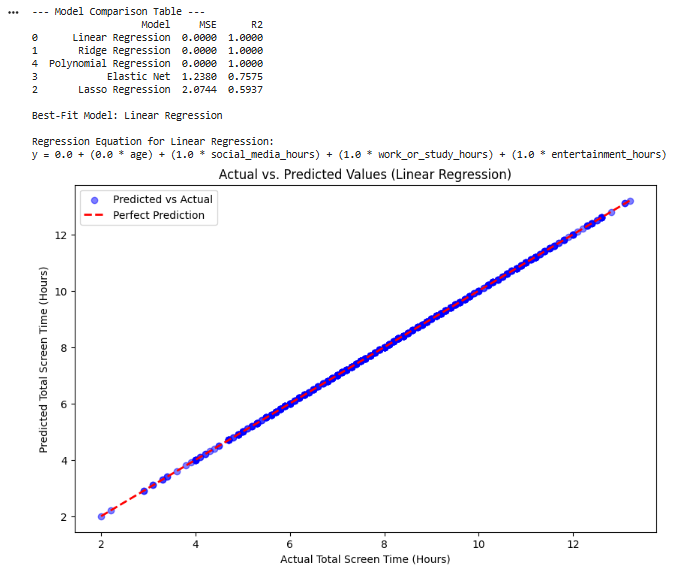 --- Model Comparison Table ---
Model MSE R2
0 Linear Regression 0.0000 1.0000
1 Ridge Regression 0.0000 1.0000
4 Polynomial Regression 0.0000 1.0000
3 Elastic Net 1.2380 0.7575
2 Lasso Regression 2.0744 0.5937
Best-Fit Model: Linear Regression
Regression Equation for Linear Regression:
y = 0.0 + (0.0 * age) + (1.0 * social_media_hours) + (1.0 * work_or_study_hours) + (1.0 * entertainment_hours)
Actual vs. Predicted Values (Linear Regression)
Predicted vs Actual
Perfect Prediction
Predicted Total Screen Time (Hours)
12
10
8
6
4
2
2 4 6 8 10 12
Actual Total Screen Time (Hours)